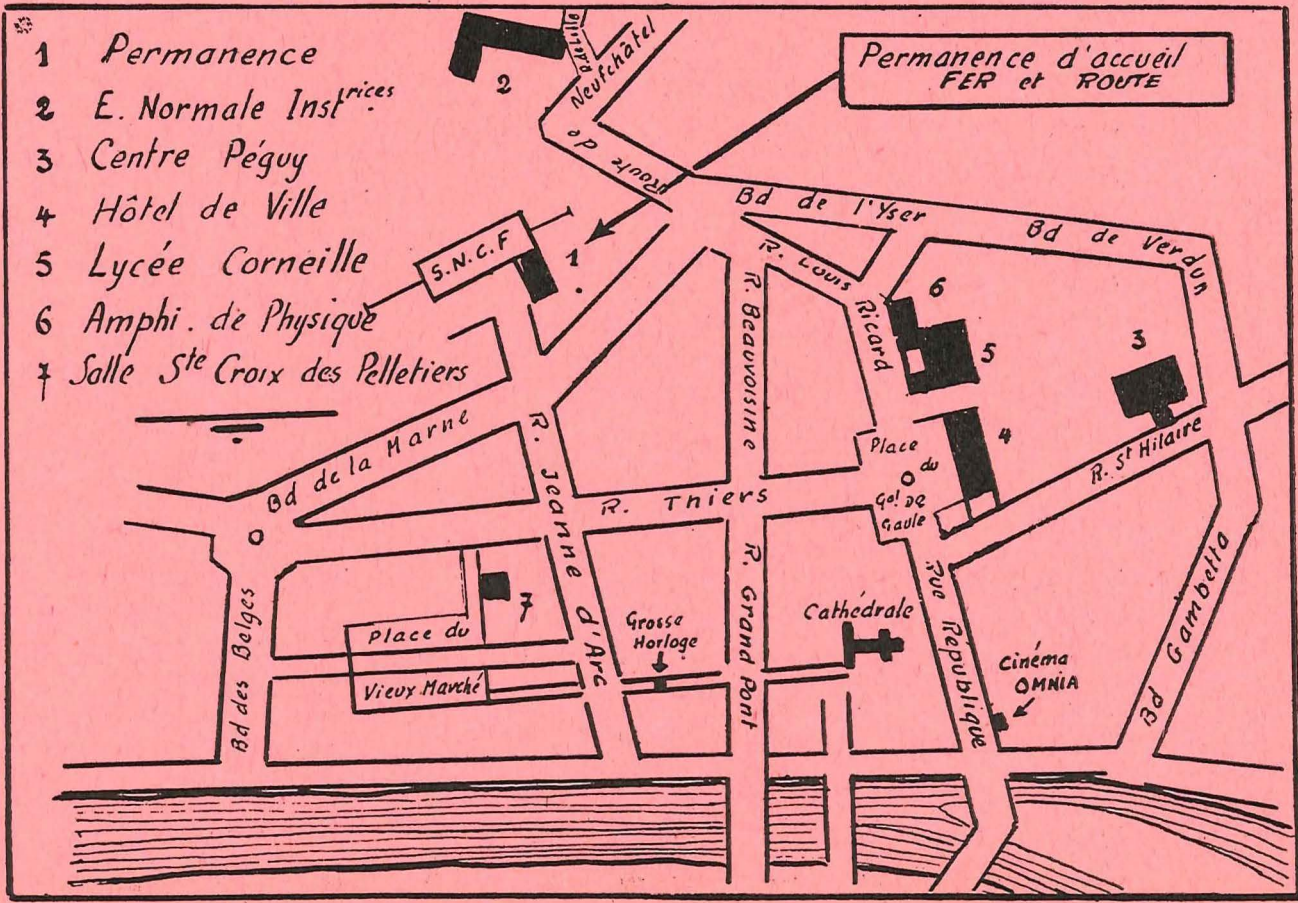 1 Permanence
2 E. Normale Inst rices.
3 Centre Péguy
4 Hôtel de Ville
5 Lycée Corneille
6 Amphi. de Physique
7 Salle Ste Croix des Pelletiers
Permanence d'accueil
FER et ROUTE
2
Route de Neufchâtel
S.N.C.F
1
Bd de l'Yser
Bd de Verdun
R. Louis Ricard
6
5
3
4
R. Beauvoisine
Bd de la Marne
R. Jeanne d'Arc
R. Thiers
Place
du
Gal. De
Gaule
R. St Hilaire
Bd des Belges
7
Place du
Vieux Marché
Grosse
Horloge
R. Grand Pont
Cathédrale
Rue République
Cinéma
OMNIA
Bd Gambetta